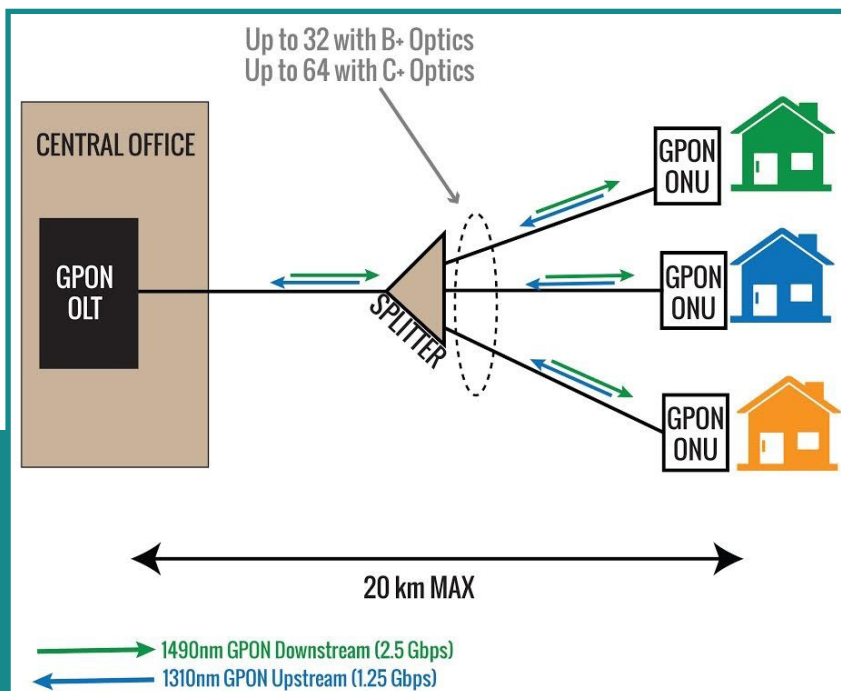 Up to 32 with B+ Optics
Up to 64 with C+ Optics
CENTRAL OFFICE
GPON
OLT
SPLITTER
GPON
ONU
GPON
ONU
GPON
ONU
20 km MAX
1490nm GPON Downstream (2.5 Gbps)
1310nm GPON Upstream (1.25 Gbps)